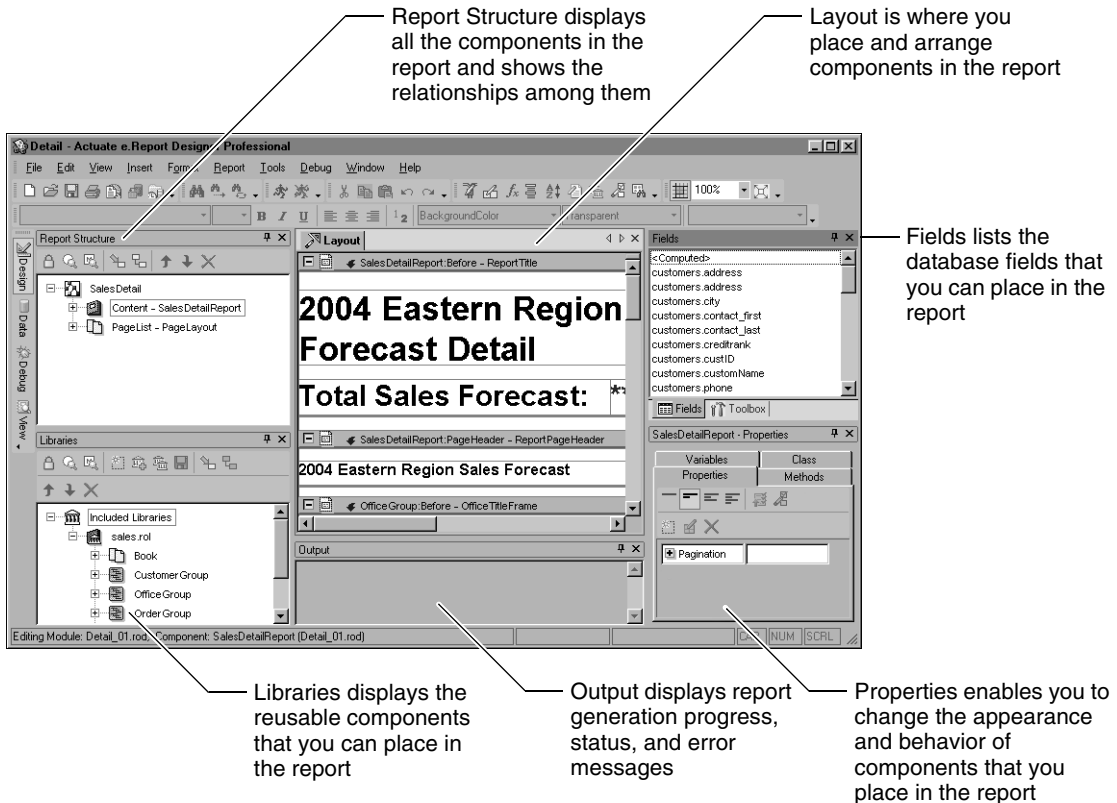 Report Structure displays
all the components in the
report and shows the
relationships among them
Layout is where you
place and arrange
components in the report
Detail - Actuate e.Report Designer Professional
File Edit View Insert Format Report Tools Debug Window Help
100%
B I U BackgroundColor Transparent
Report Structure
Layout
Fields
Design
Data
Debug
View
SalesDetail
Content - SalesDetailReport
PageList - PageLayout
SalesDetailReport:Before - ReportTitle
2004 Eastern Region
Forecast Detail
Total Sales Forecast: **
SalesDetailReport:PageHeader - ReportPageHeader
2004 Eastern Region Sales Forecast
OfficeGroup:Before - OfficeTitleFrame
<Computed>
customers.address
customers.address
customers.city
customers.contact_first
customers.contact_last
customers.creditrank
customers.custID
customers.customName
customers.phone
Fields Toolbox
Fields lists the
database fields that
you can place in the
report
Libraries
Included Libraries
sales.rol
Book
CustomerGroup
OfficeGroup
OrderGroup
Output
SalesDetailReport - Properties
Variables Class
Properties Methods
Pagination
Editing Module: Detail_01.rod, Component: SalesDetailReport (Detail_01.rod)
CAP NUM SCRL
Libraries displays the
reusable components
that you can place in
the report
Output displays report
generation progress,
status, and error
messages
Properties enables you to
change the appearance
and behavior of
components that you
place in the report